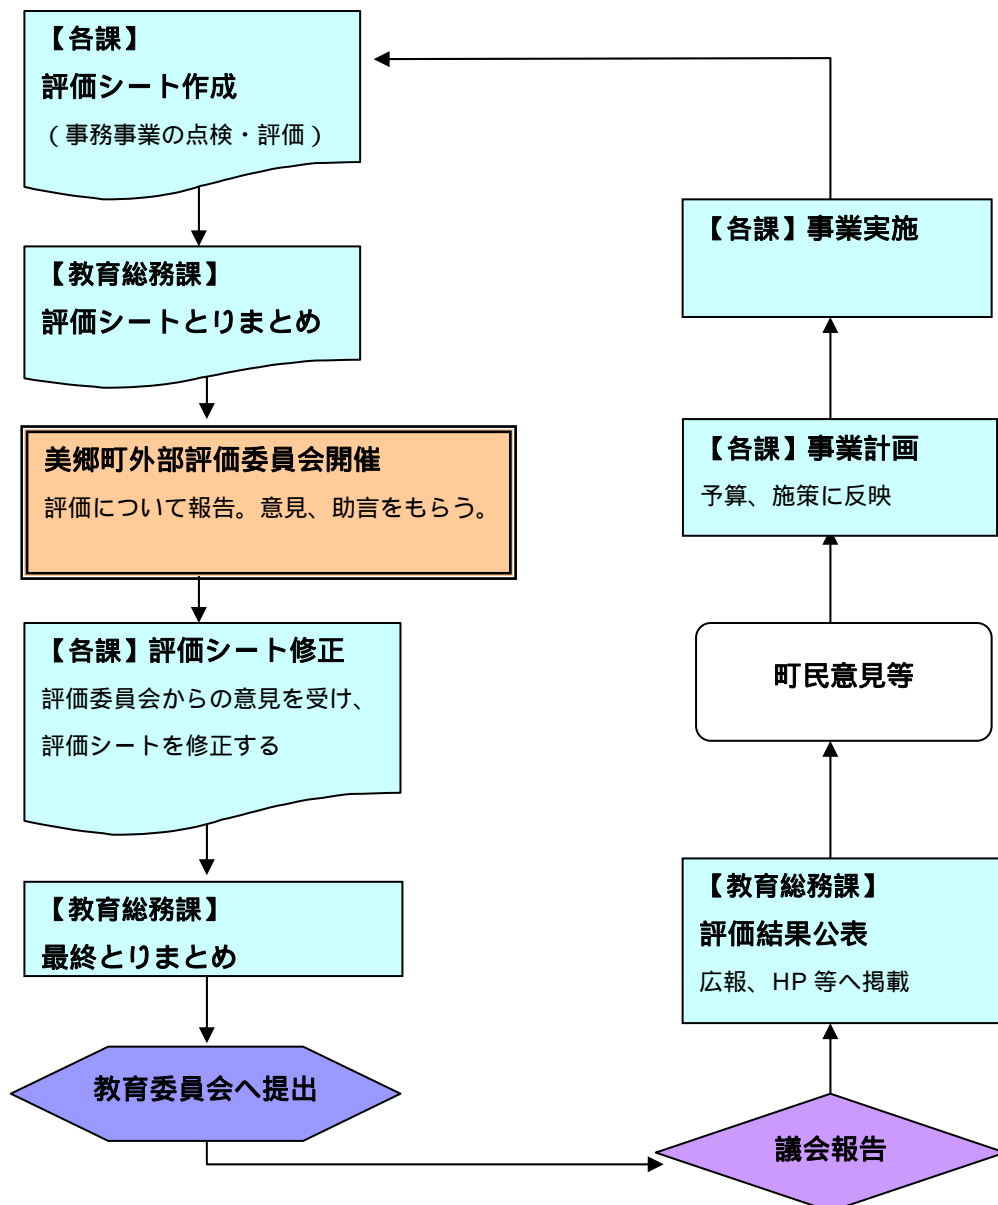 【各課】
評価シート作成
（事務事業の点検・評価）
【教育総務課】
評価シートとりまとめ
美郷町外部評価委員会開催
評価について報告。意見、助言をもらう。
【各課】評価シート修正
評価委員会からの意見を受け、
評価シートを修正する
【教育総務課】
最終とりまとめ
教育委員会へ提出
議会報告
【教育総務課】
評価結果公表
広報、HP 等へ掲載
町民意見等
【各課】事業計画
予算、施策に反映
【各課】事業実施